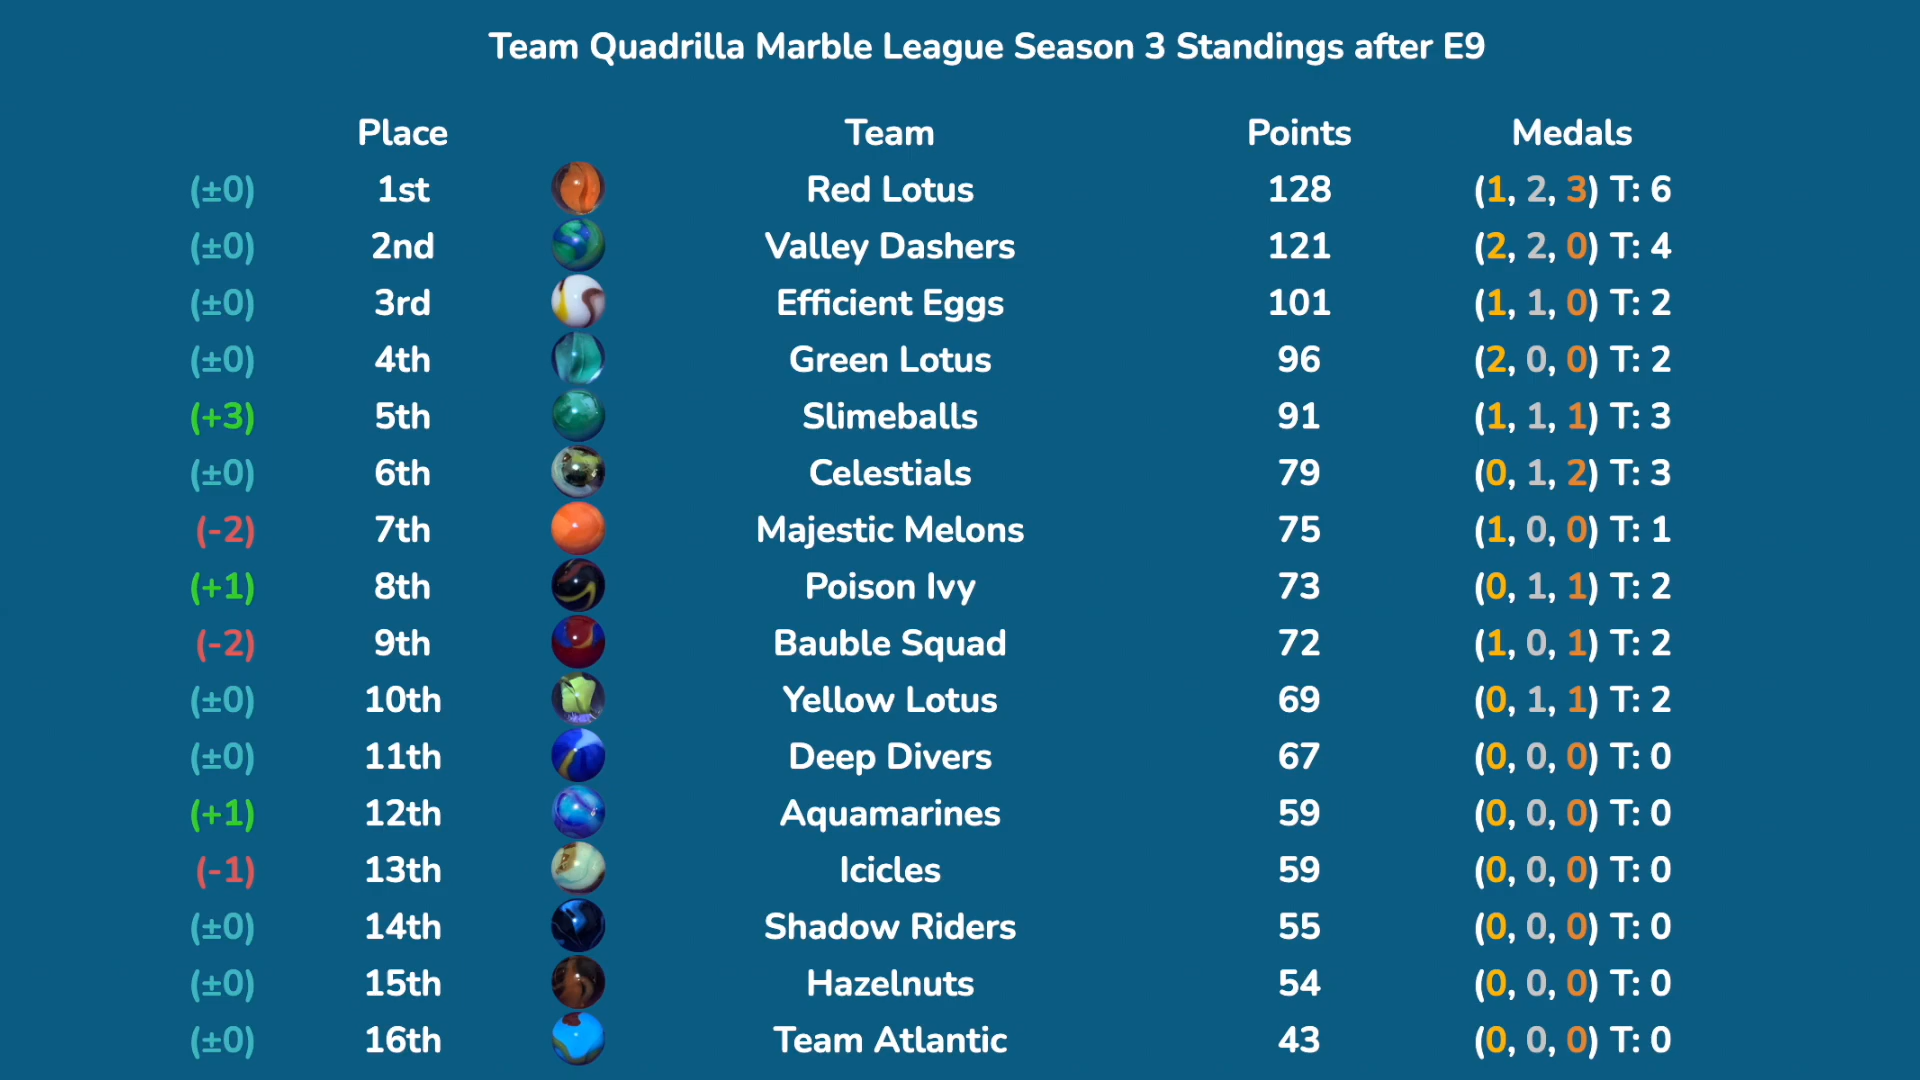 Team Quadrilla Marble League Season 3 Standings after E9
Place Team Points Medals
(±0) 1st Red Lotus 128 (1, 2, 3) T: 6
(±0) 2nd Valley Dashers 121 (2, 2, 0) T: 4
(±0) 3rd Efficient Eggs 101 (1, 1, 0) T: 2
(±0) 4th Green Lotus 96 (2, 0, 0) T: 2
(+3) 5th Slimeballs 91 (1, 1, 1) T: 3
(±0) 6th Celestials 79 (0, 1, 2) T: 3
(-2) 7th Majestic Melons 75 (1, 0, 0) T: 1
(+1) 8th Poison Ivy 73 (0, 1, 1) T: 2
(-2) 9th Bauble Squad 72 (1, 0, 1) T: 2
(±0) 10th Yellow Lotus 69 (0, 1, 1) T: 2
(±0) 11th Deep Divers 67 (0, 0, 0) T: 0
(+1) 12th Aquamarines 59 (0, 0, 0) T: 0
(-1) 13th Icicles 59 (0, 0, 0) T: 0
(±0) 14th Shadow Riders 55 (0, 0, 0) T: 0
(±0) 15th Hazelnuts 54 (0, 0, 0) T: 0
(±0) 16th Team Atlantic 43 (0, 0, 0) T: 0